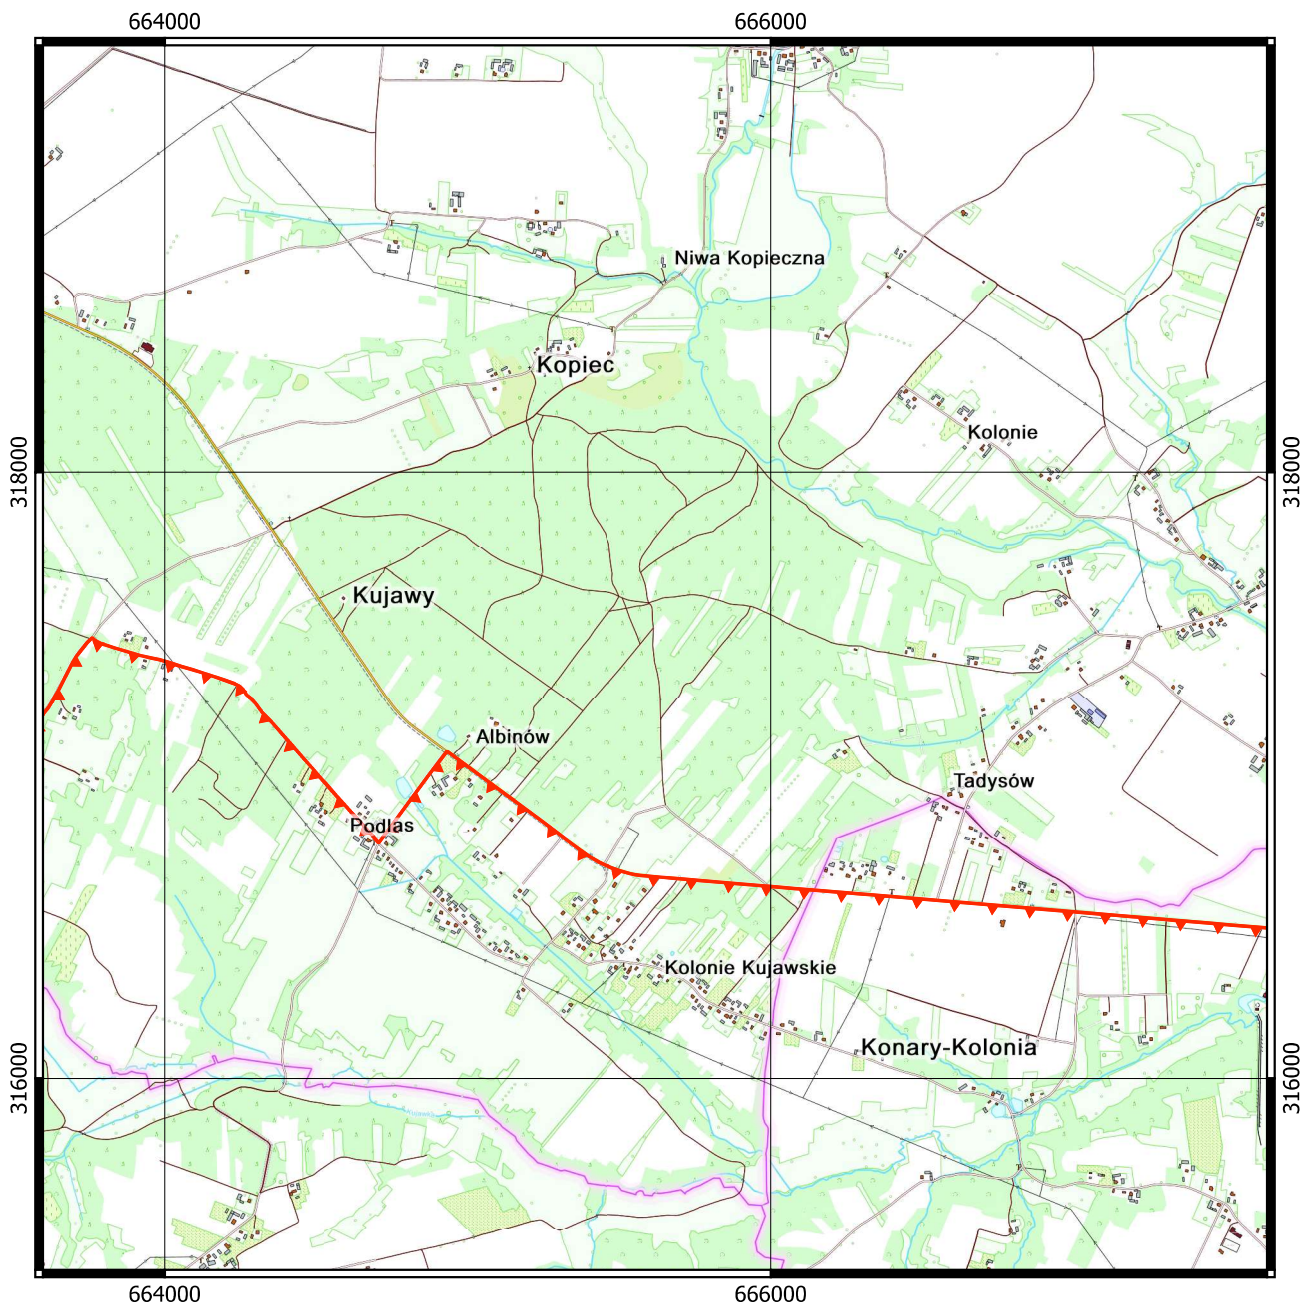 664000 666000
Niwa Kopieczna
Kopiec
Kolonie
318000 318000
Kujawy
Albinów
Tadysów
Podlas
Kolonie Kujawskie
Konary-Kolonia
316000 316000
664000 666000